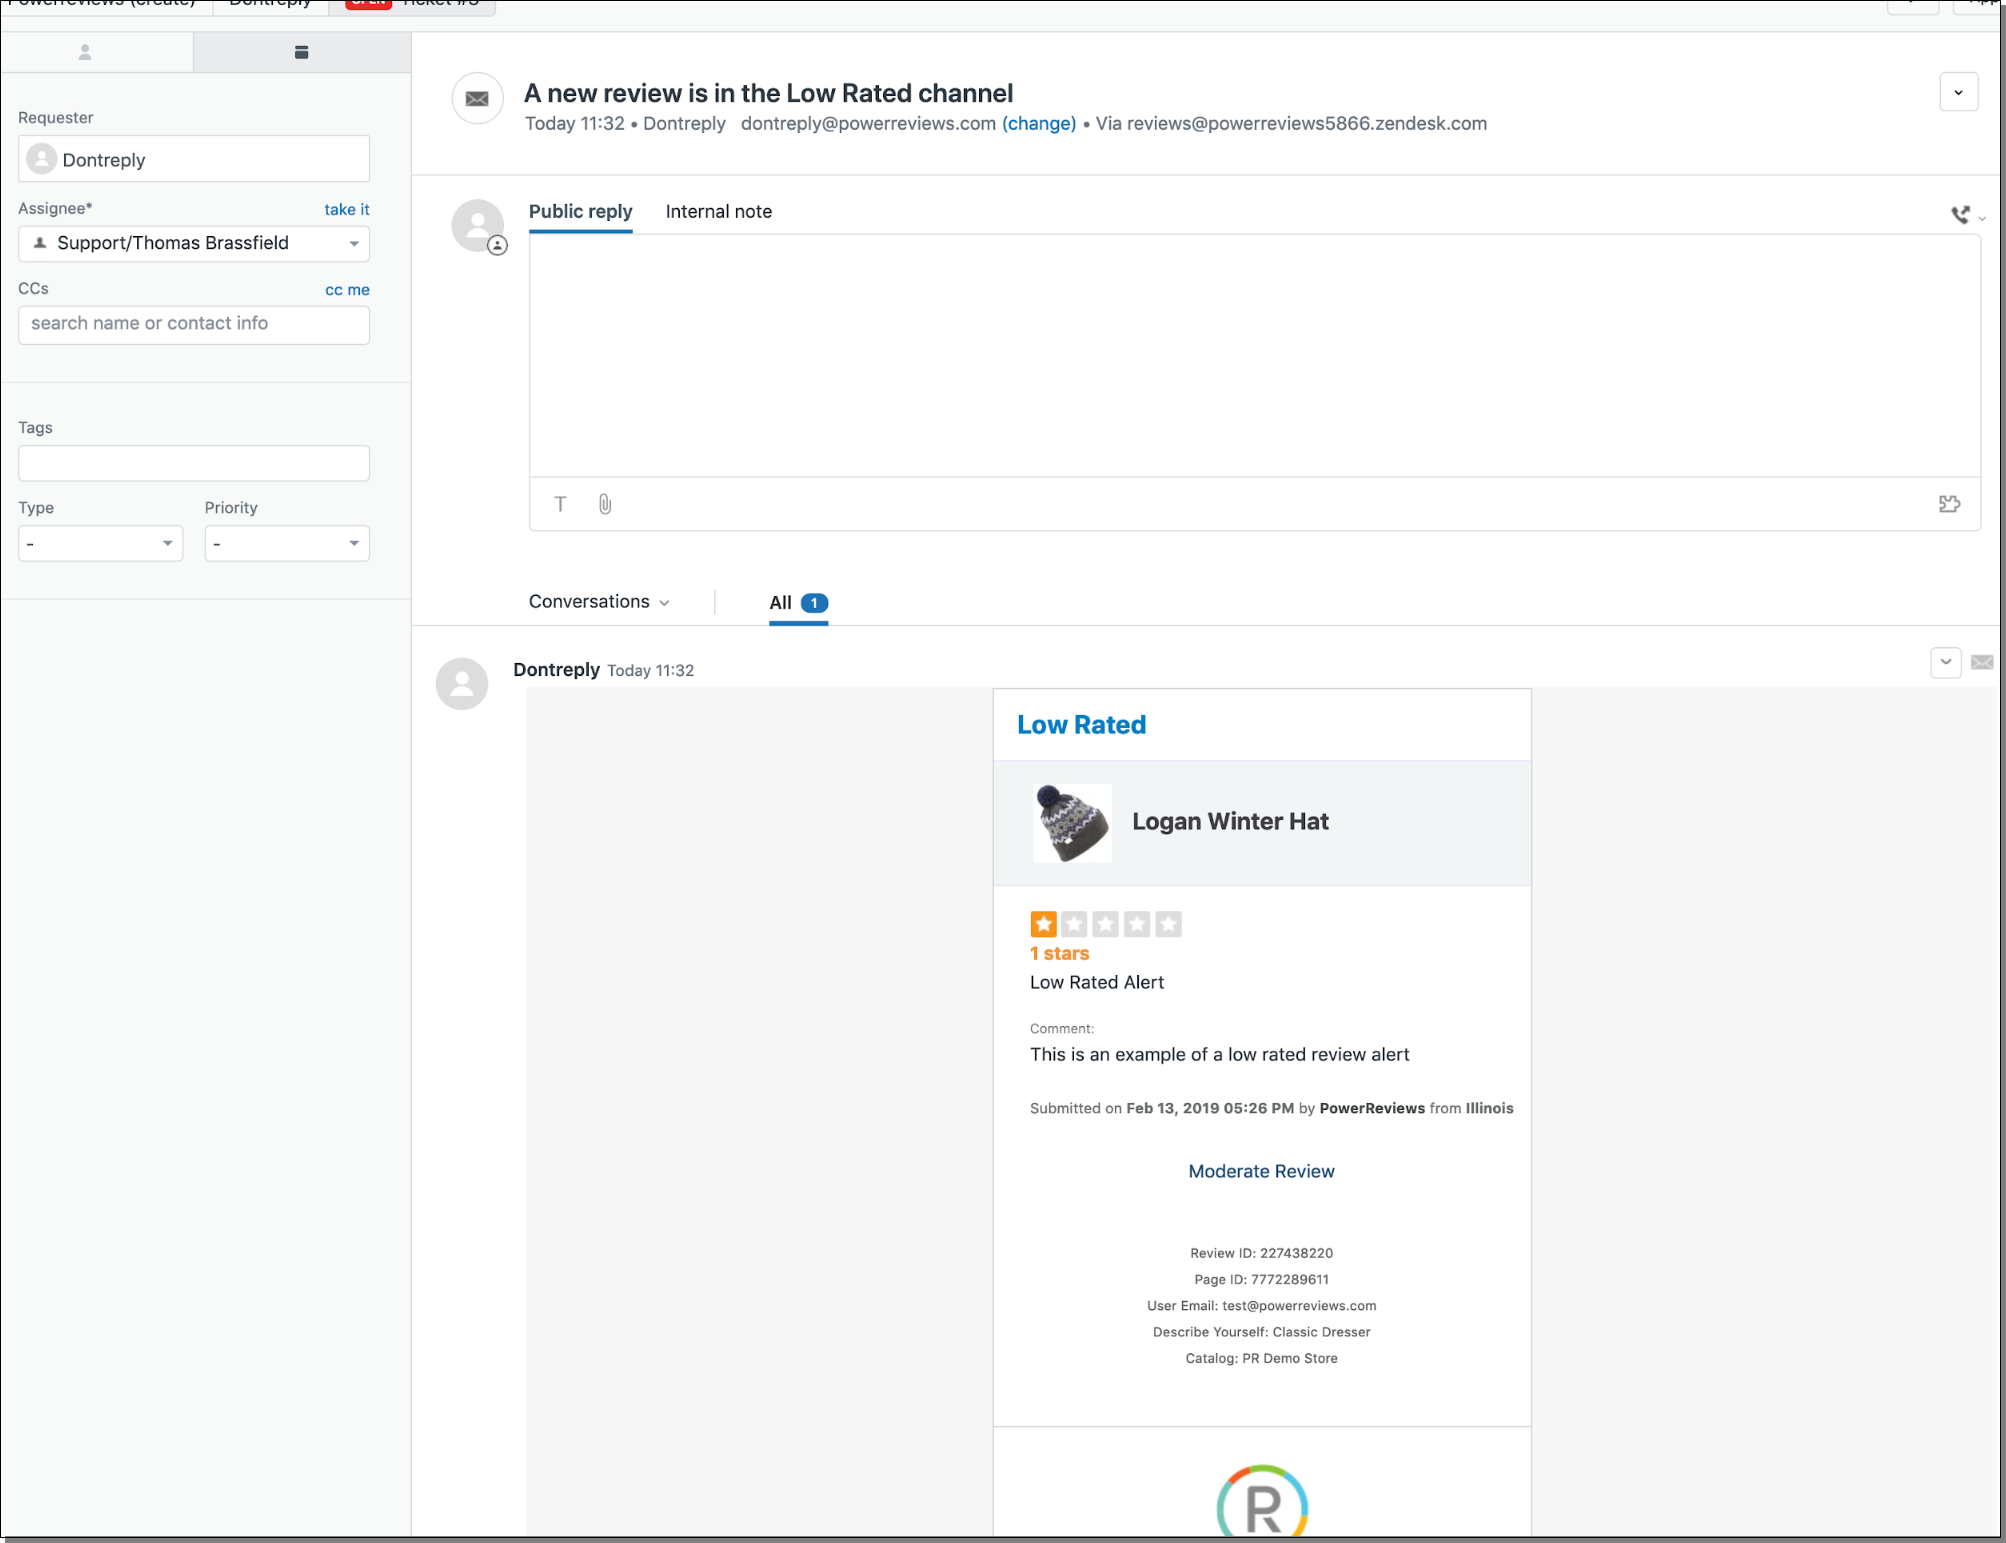 Powerreviews (create) Dontreply OPEN Ticket #3
App
Requester
Dontreply
Assignee* take it
Support/Thomas Brassfield
CCs cc me
search name or contact info
Tags
Type Priority
- -
A new review is in the Low Rated channel
Today 11:32 • Dontreply dontreply@powerreviews.com (change) • Via reviews@powerreviews5866.zendesk.com
Public reply Internal note
T
Conversations All 1
Dontreply Today 11:32
Low Rated
Logan Winter Hat
1 stars
Low Rated Alert
Comment:
This is an example of a low rated review alert
Submitted on Feb 13, 2019 05:26 PM by PowerReviews from Illinois
Moderate Review
Review ID: 227438220
Page ID: 7772289611
User Email: test@powerreviews.com
Describe Yourself: Classic Dresser
Catalog: PR Demo Store
R